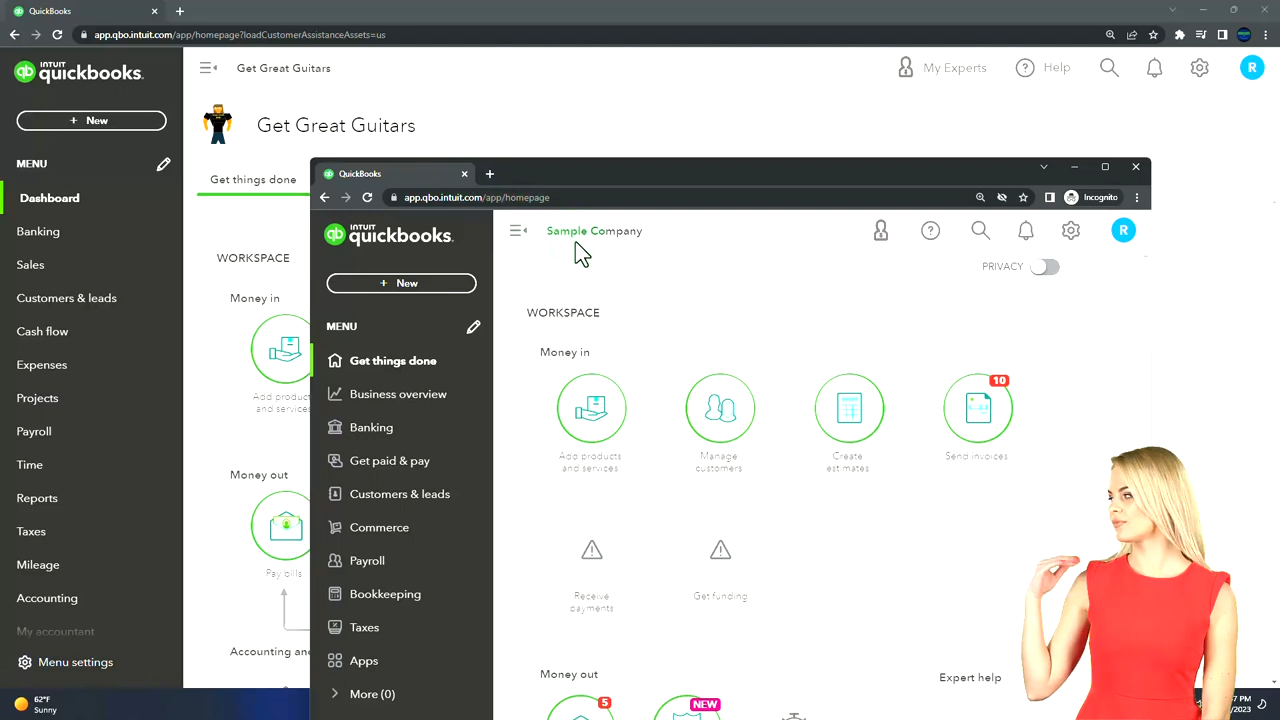 QuickBooks
app.qbo.intuit.com/app/homepage?loadCustomerAssistanceAssets=us
INTUIT
quickbooks.
Get Great Guitars
My Experts
Help
R
+ New
Get Great Guitars
MENU
Get things done
Dashboard
Banking
Sales
Customers & leads
Cash flow
Expenses
Projects
Payroll
Time
Reports
Taxes
Mileage
Accounting
My accountant
Menu settings
WORKSPACE
Money in
Add produc
and services
Money out
Pay bills
Accounting an
QuickBooks
app.qbo.intuit.com/app/homepage
Incognito
INTUIT
quickbooks.
Sample Company
R
+ New
PRIVACY
MENU
Get things done
Business overview
Banking
Get paid & pay
Customers & leads
Commerce
Payroll
Bookkeeping
Taxes
Apps
More (0)
WORKSPACE
Money in
10
Add products
and services
Manage
customers
Create
estimates
Send invoices
Receive
payments
Get funding
Money out
Expert help
5
NEW
62°F
Sunny
7 PM
/2023